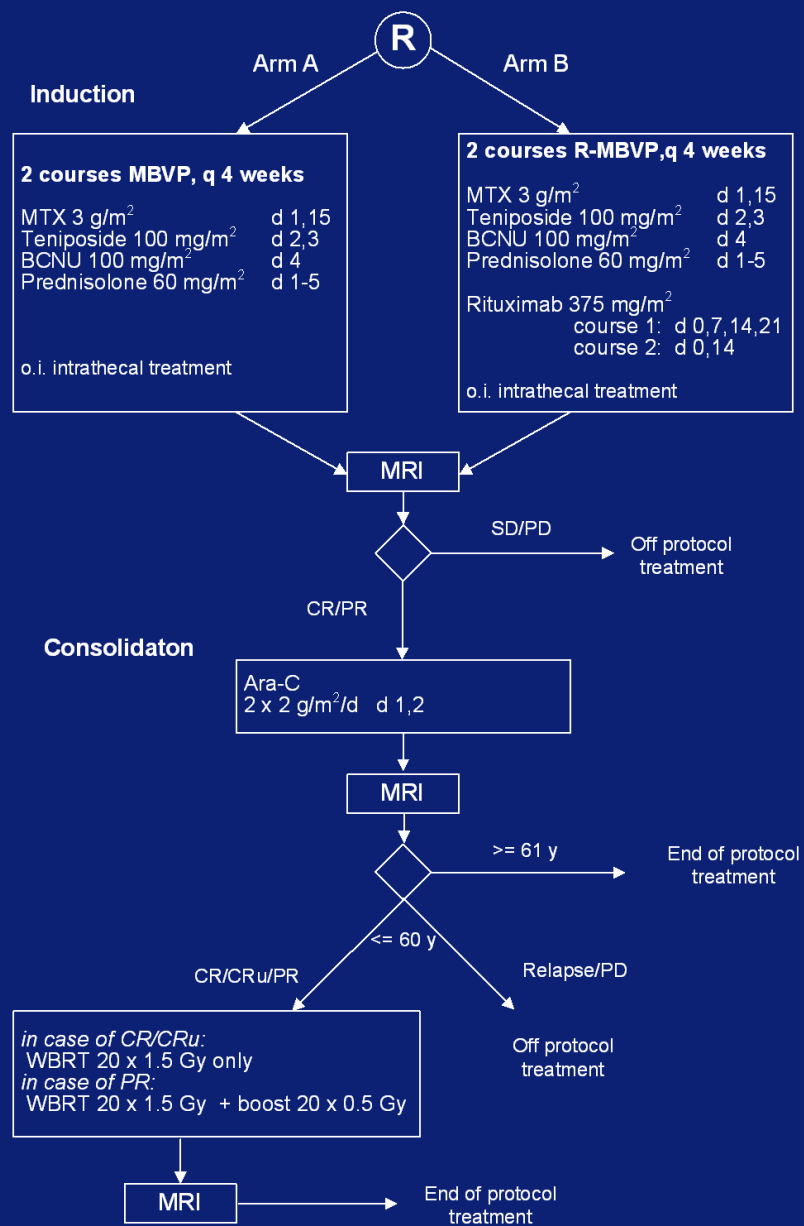 R
Arm A
Arm B
Induction
2 courses MBVP, q 4 weeks
MTX 3 g/m² d 1,15
Teniposide 100 mg/m² d 2,3
BCNU 100 mg/m² d 4
Prednisolone 60 mg/m² d 1-5
o.i. intrathecal treatment
2 courses R-MBVP,q 4 weeks
MTX 3 g/m² d 1,15
Teniposide 100 mg/m² d 2,3
BCNU 100 mg/m² d 4
Prednisolone 60 mg/m² d 1-5
Rituximab 375 mg/m²
course 1: d 0,7,14,21
course 2: d 0,14
o.i. intrathecal treatment
MRI
SD/PD
Off protocol
treatment
CR/PR
Consolidaton
Ara-C
2 x 2 g/m²/d d 1,2
MRI
>= 61 y
End of protocol
treatment
<= 60 y
CR/CRu/PR
Relapse/PD
Off protocol
treatment
in case of CR/CRu:
WBRT 20 x 1.5 Gy only
in case of PR:
WBRT 20 x 1.5 Gy + boost 20 x 0.5 Gy
MRI
End of protocol
treatment